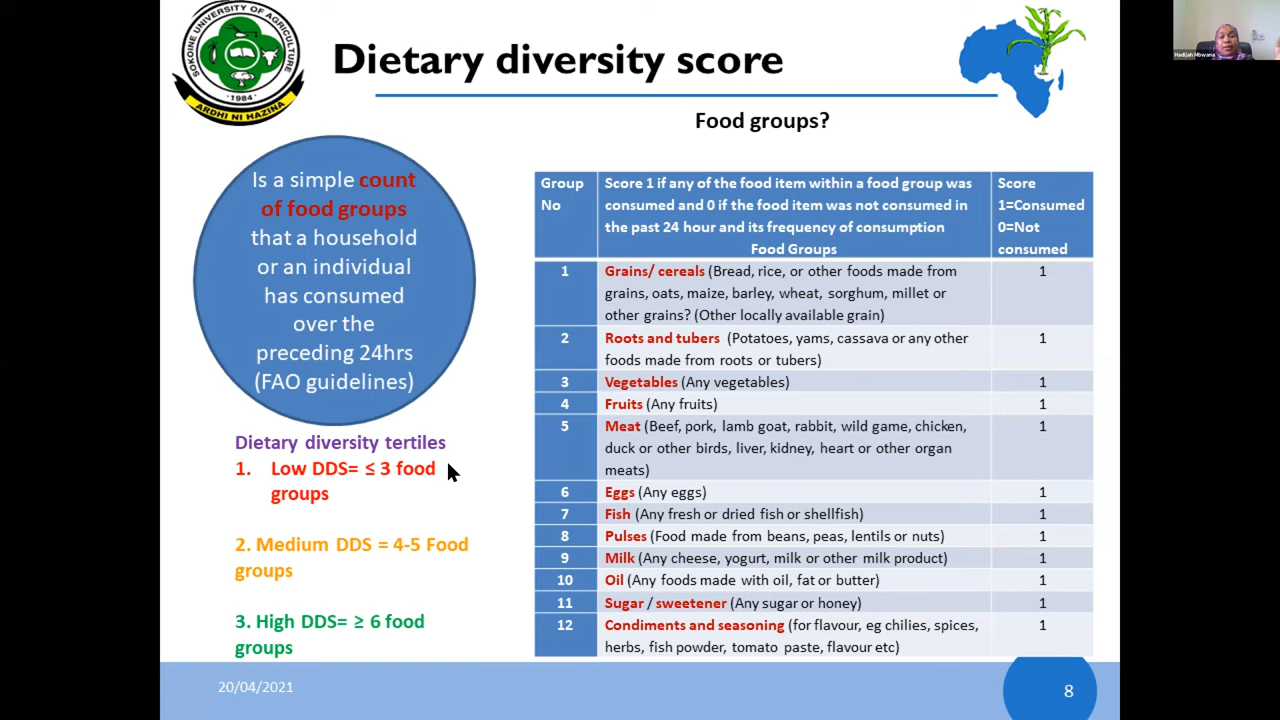 SOKOINE UNIVERSITY OF AGRICULTURE
1984
ARDHI NI HAZINA
Dietary diversity score
Hadijah Mbwana
Food groups?
Is a simple count
of food groups
that a household
or an individual
has consumed
over the
preceding 24hrs
(FAO guidelines)
Dietary diversity tertiles
1. Low DDS= ≤ 3 food
groups
2. Medium DDS = 4-5 Food
groups
3. High DDS= ≥ 6 food
groups
Group
No
Score 1 if any of the food item within a food group was
consumed and 0 if the food item was not consumed in
the past 24 hour and its frequency of consumption
Food Groups
Score
1=Consumed
0=Not
consumed
1 Grains/ cereals (Bread, rice, or other foods made from 1
grains, oats, maize, barley, wheat, sorghum, millet or
other grains? (Other locally available grain)
2 Roots and tubers (Potatoes, yams, cassava or any other 1
foods made from roots or tubers)
3 Vegetables (Any vegetables) 1
4 Fruits (Any fruits) 1
5 Meat (Beef, pork, lamb goat, rabbit, wild game, chicken, 1
duck or other birds, liver, kidney, heart or other organ
meats)
6 Eggs (Any eggs) 1
7 Fish (Any fresh or dried fish or shellfish) 1
8 Pulses (Food made from beans, peas, lentils or nuts) 1
9 Milk (Any cheese, yogurt, milk or other milk product) 1
10 Oil (Any foods made with oil, fat or butter) 1
11 Sugar / sweetener (Any sugar or honey) 1
12 Condiments and seasoning (for flavour, eg chilies, spices, 1
herbs, fish powder, tomato paste, flavour etc)
20/04/2021
8